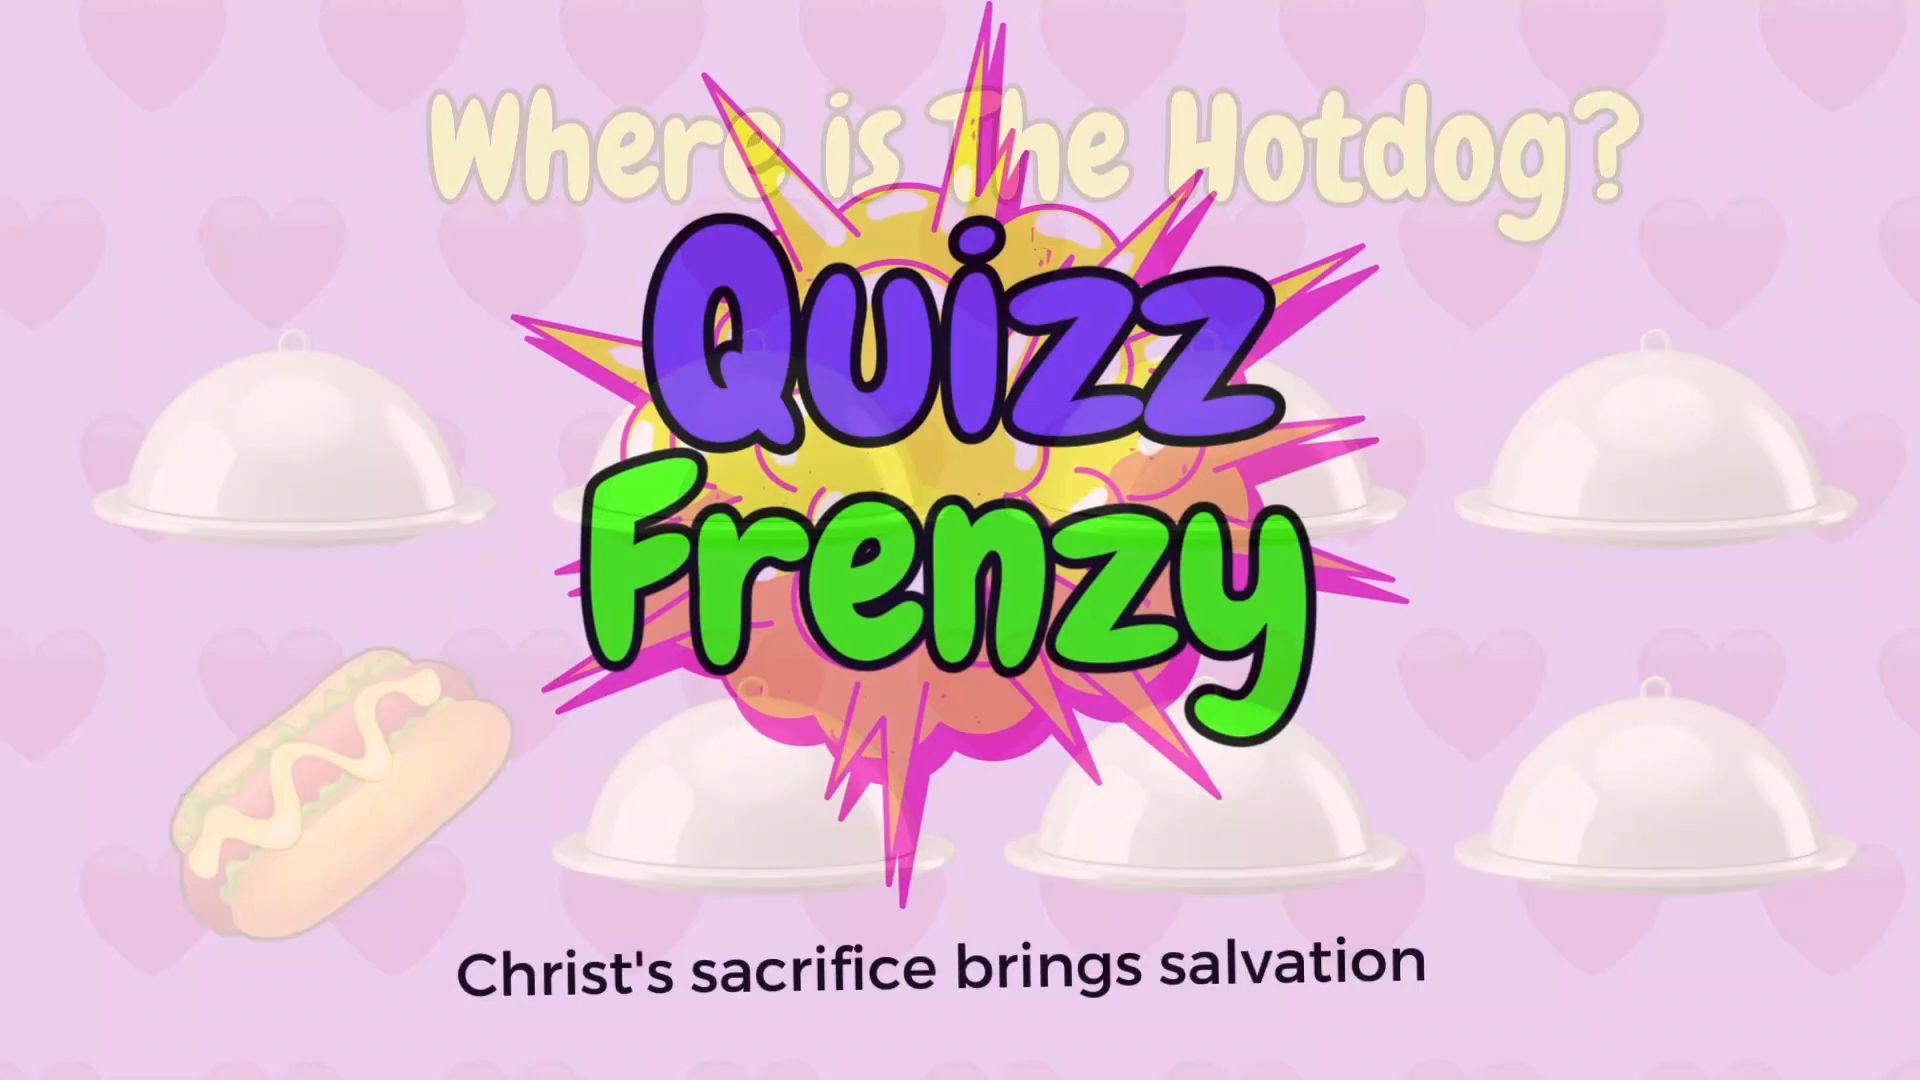 Where is The Hotdog?
Quizz
Frenzy
Christ's sacrifice brings salvation